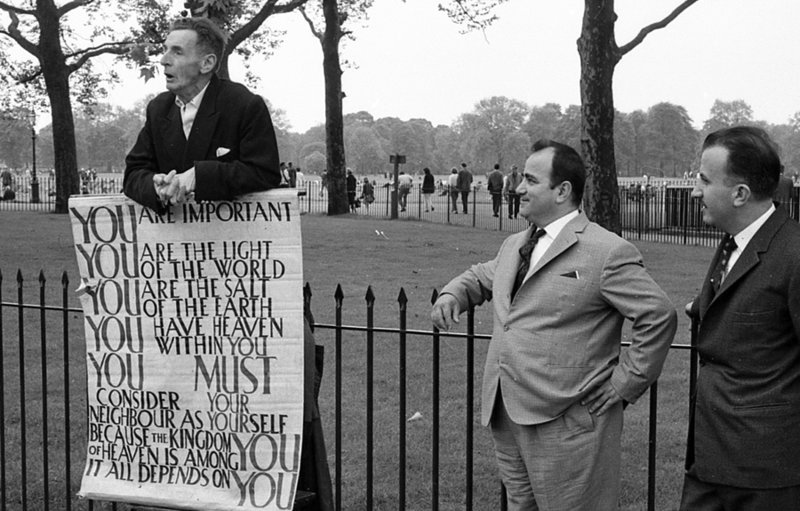 YOU ARE IMPORTANT
YOU ARE THE LIGHT
OF THE WORLD
YOU ARE THE SALT
OF THE EARTH
YOU HAVE HEAVEN
WITHIN YOU
YOU MUST
CONSIDER YOUR
NEIGHBOUR AS YOURSELF
BECAUSE THE KINGDOM
OF HEAVEN IS AMONG YOU
IT ALL DEPENDS ON YOU